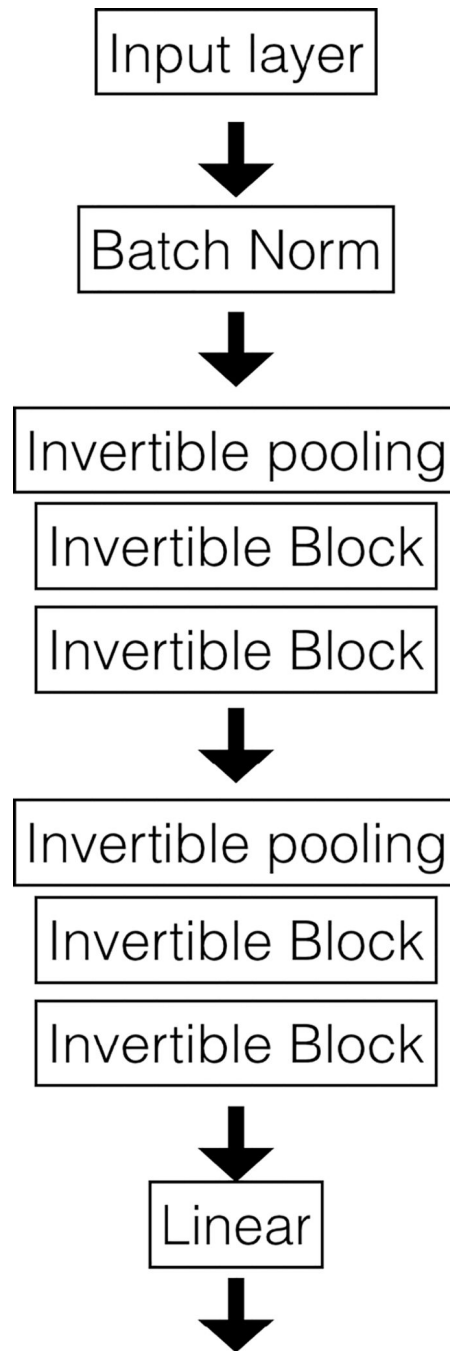 Input layer
Batch Norm
Invertible pooling
Invertible Block
Invertible Block
Invertible pooling
Invertible Block
Invertible Block
Linear